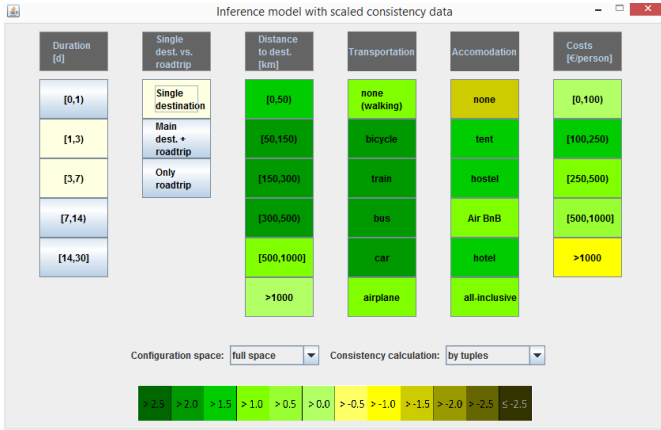 Inference model with scaled consistency data
Duration
[d]
Single
dest. vs.
roadtrip
Distance
to dest.
[km]
Transportation
Accomodation
Costs
[€/person]
[0,1)
Single
destination
[0,50)
none
(walking)
none
[0,100)
[1,3)
Main
dest. +
roadtrip
[50,150)
bicycle
tent
[100,250)
[3,7)
Only
roadtrip
[150,300)
train
hostel
[250,500)
[7,14)
[300,500)
bus
Air BnB
[500,1000]
[14,30]
[500,1000]
car
hotel
>1000
>1000
airplane
all-inclusive
Configuration space: full space Consistency calculation: by tuples
> 2.5 > 2.0 > 1.5 > 1.0 > 0.5 > 0.0 > -0.5 > -1.0 > -1.5 > -2.0 > -2.5 ≤ -2.5